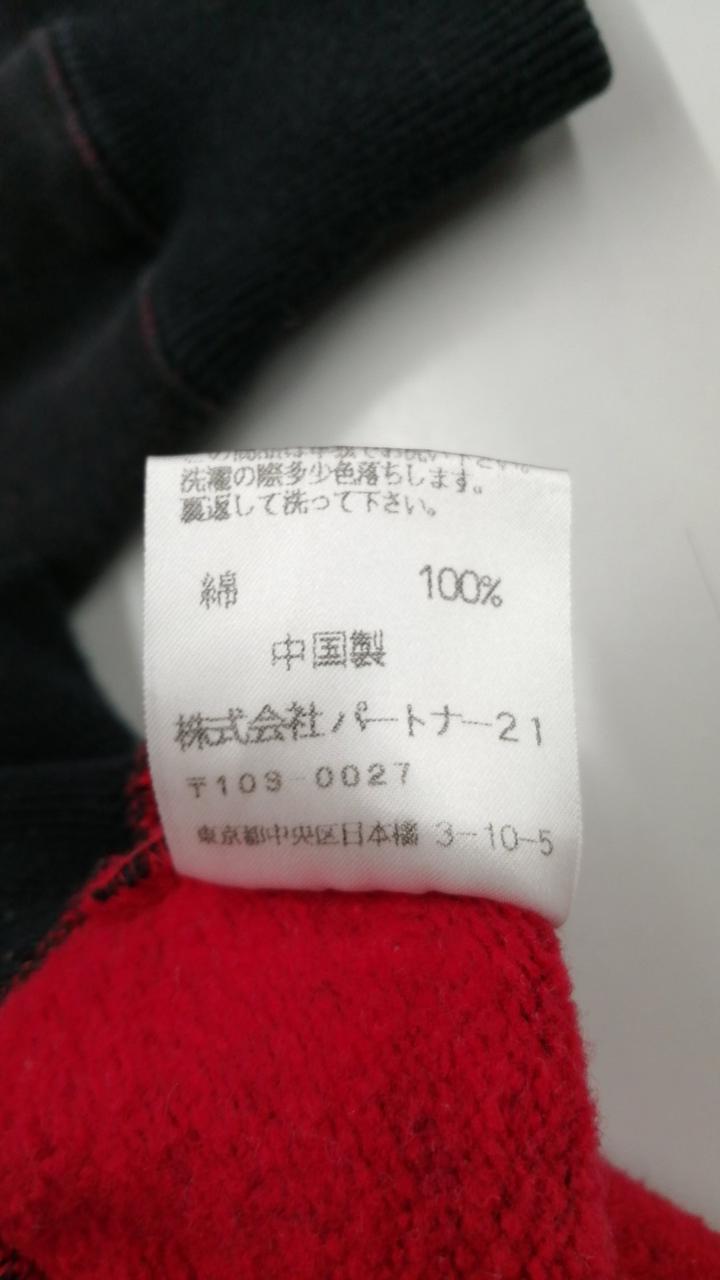 洗濯の際多少色落ちします。
裏返して洗って下さい。
綿 100%
中国製
株式会社パートナー21
〒103-0027
東京都中央区日本橋 3-10-5